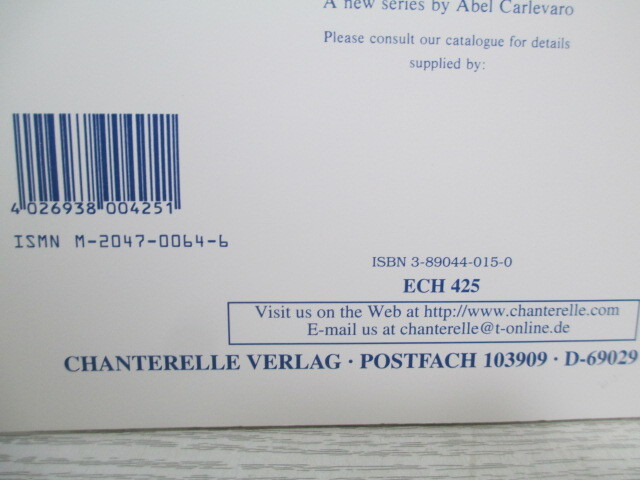 A new series by Abel Carlevaro
Please consult our catalogue for details
supplied by:
4 026938 004251
ISMN M-2047-0064-6
ISBN 3-89044-015-0
ECH 425
Visit us on the Web at http://www.chanterelle.com
E-mail us at chanterelle@t-online.de
CHANTERELLE VERLAG · POSTFACH 103909 · D-69029